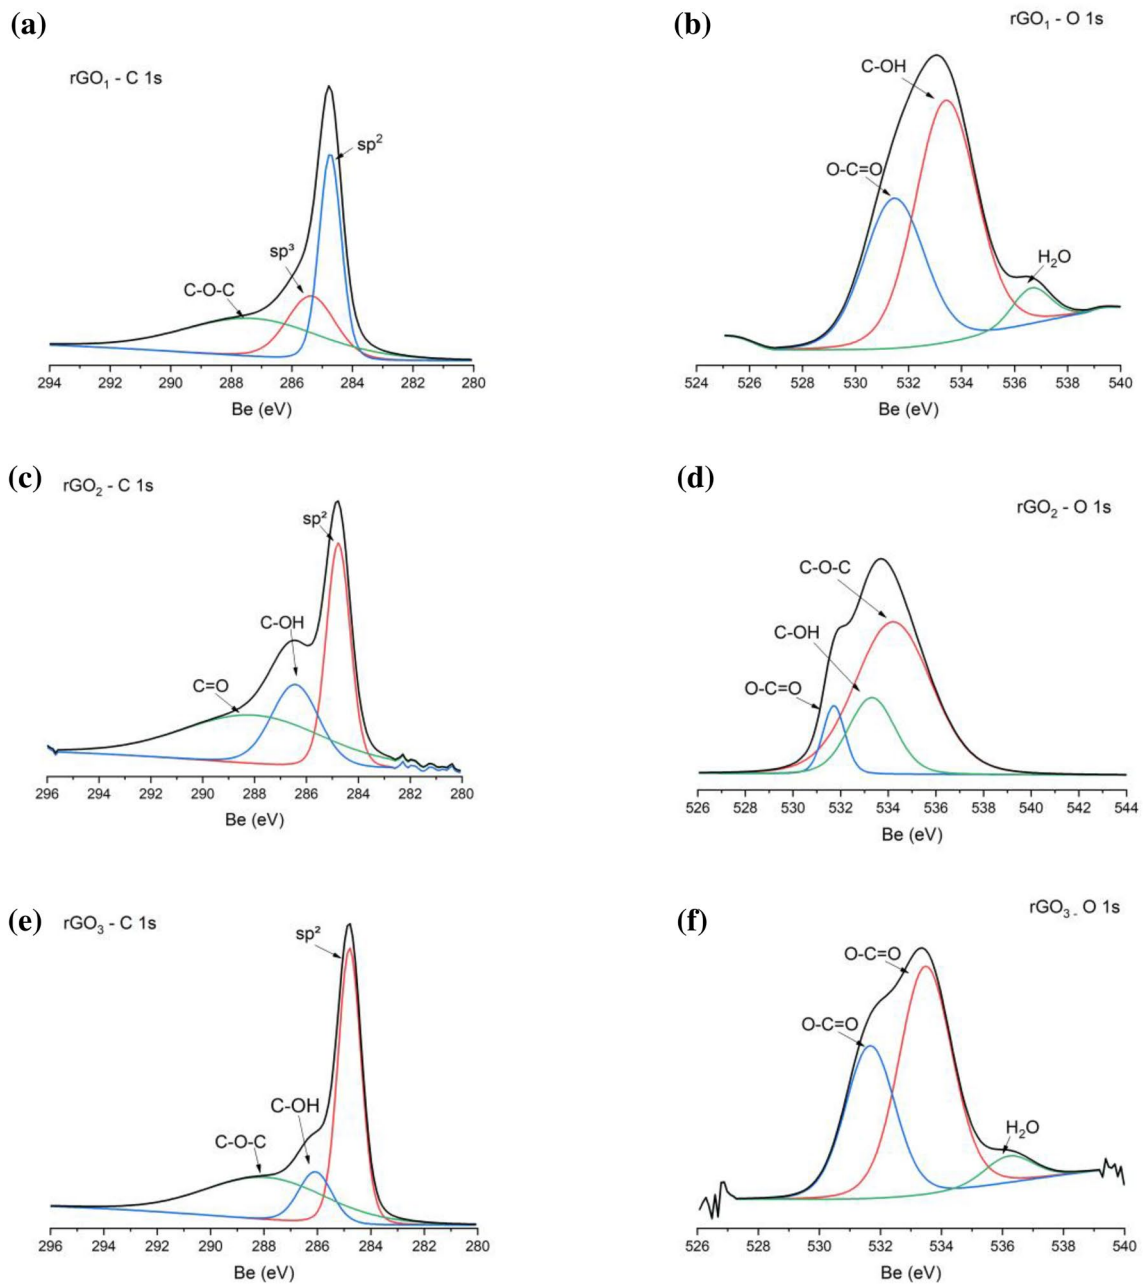 (a)
rGO₁ - C 1s
sp²
sp³
C-O-C
294 292 290 288 286 284 282 280
Be (eV)
(b)
rGO₁ - O 1s
C-OH
O-C=O
H₂O
524 526 528 530 532 534 536 538 540
Be (eV)
(c)
rGO₂ - C 1s
sp²
C-OH
C=O
296 294 292 290 288 286 284 282 280
Be (eV)
(d)
rGO₂ - O 1s
C-O-C
C-OH
O-C=O
526 528 530 532 534 536 538 540 542 544
Be (eV)
(e)
rGO₃ - C 1s
sp²
C-OH
C-O-C
296 294 292 290 288 286 284 282 280
Be (eV)
(f)
rGO₃ - O 1s
O-C=O
O-C=O
H₂O
526 528 530 532 534 536 538 540
Be (eV)